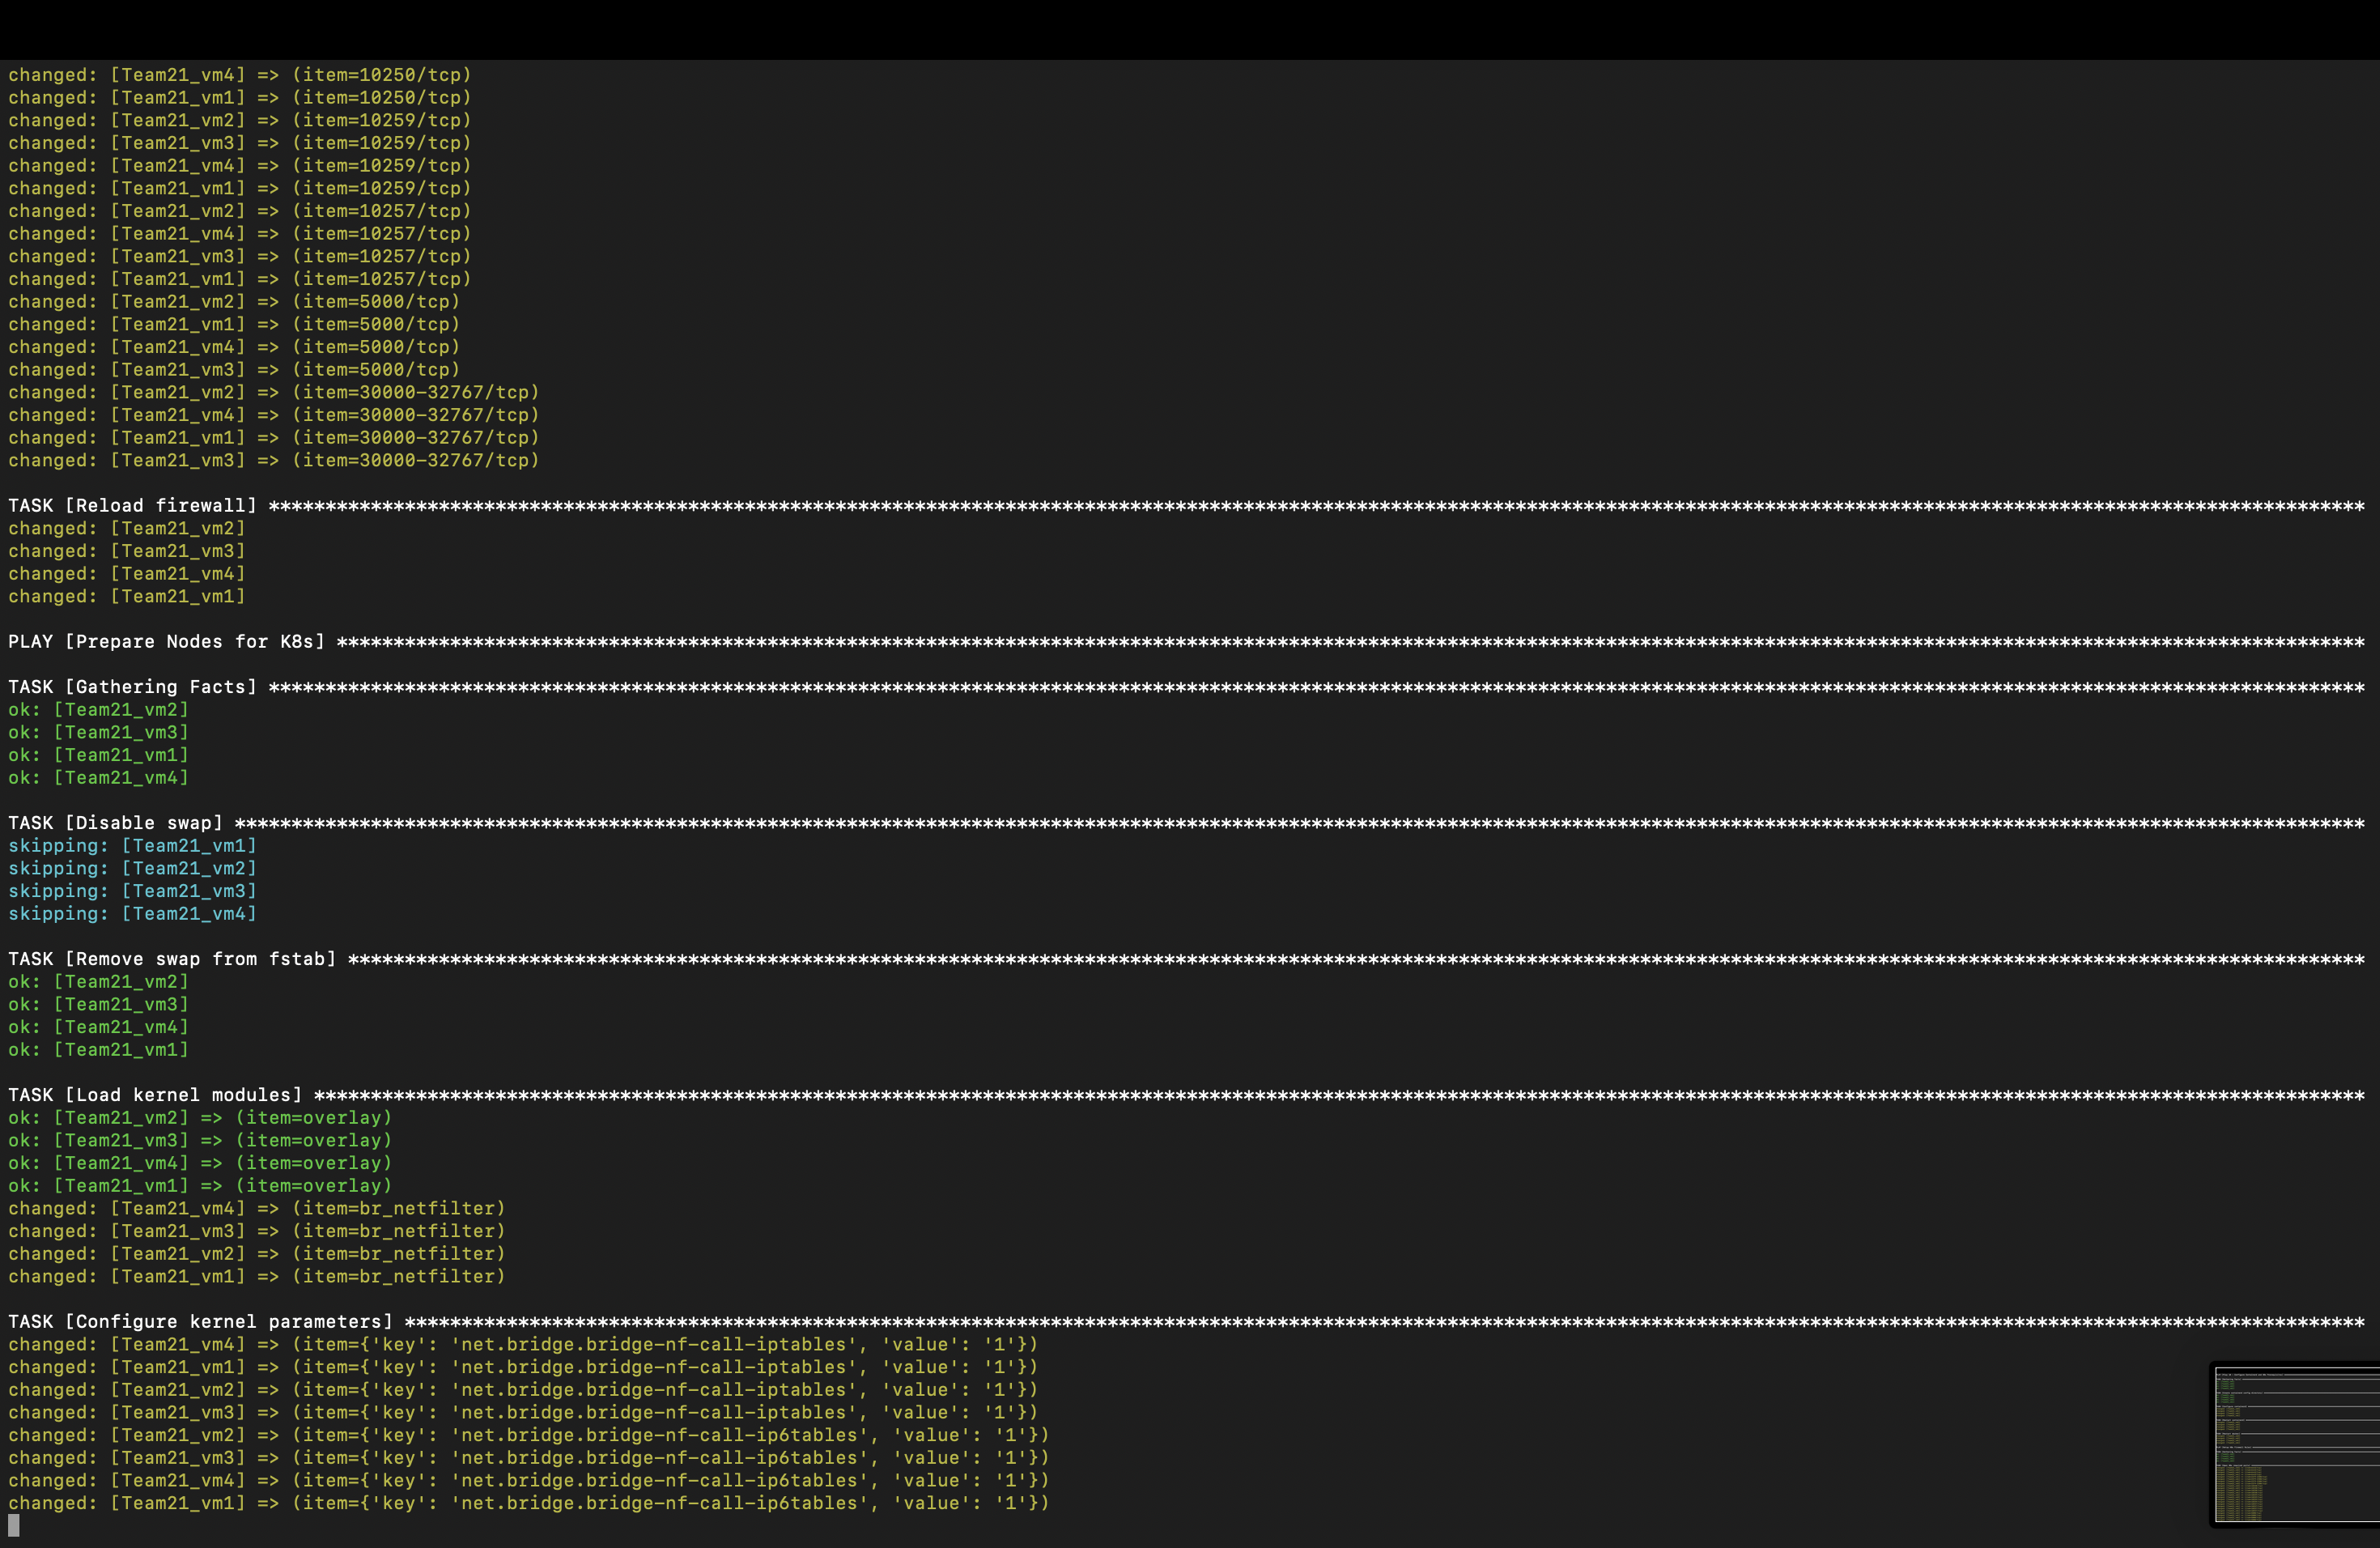 changed: [Team21_vm4] => (item=10250/tcp)
changed: [Team21_vm1] => (item=10250/tcp)
changed: [Team21_vm2] => (item=10259/tcp)
changed: [Team21_vm3] => (item=10259/tcp)
changed: [Team21_vm4] => (item=10259/tcp)
changed: [Team21_vm1] => (item=10259/tcp)
changed: [Team21_vm2] => (item=10257/tcp)
changed: [Team21_vm4] => (item=10257/tcp)
changed: [Team21_vm3] => (item=10257/tcp)
changed: [Team21_vm1] => (item=10257/tcp)
changed: [Team21_vm2] => (item=5000/tcp)
changed: [Team21_vm1] => (item=5000/tcp)
changed: [Team21_vm4] => (item=5000/tcp)
changed: [Team21_vm3] => (item=5000/tcp)
changed: [Team21_vm2] => (item=30000-32767/tcp)
changed: [Team21_vm4] => (item=30000-32767/tcp)
changed: [Team21_vm1] => (item=30000-32767/tcp)
changed: [Team21_vm3] => (item=30000-32767/tcp)
TASK [Reload firewall] *****************************************************************************************************************************************************************************************
changed: [Team21_vm2]
changed: [Team21_vm3]
changed: [Team21_vm4]
changed: [Team21_vm1]
PLAY [Prepare Nodes for K8s] ***********************************************************************************************************************************************************************************
TASK [Gathering Facts] *****************************************************************************************************************************************************************************************
ok: [Team21_vm2]
ok: [Team21_vm3]
ok: [Team21_vm1]
ok: [Team21_vm4]
TASK [Disable swap] ********************************************************************************************************************************************************************************************
skipping: [Team21_vm1]
skipping: [Team21_vm2]
skipping: [Team21_vm3]
skipping: [Team21_vm4]
TASK [Remove swap from fstab] **********************************************************************************************************************************************************************************
ok: [Team21_vm2]
ok: [Team21_vm3]
ok: [Team21_vm4]
ok: [Team21_vm1]
TASK [Load kernel modules] *************************************************************************************************************************************************************************************
ok: [Team21_vm2] => (item=overlay)
ok: [Team21_vm3] => (item=overlay)
ok: [Team21_vm4] => (item=overlay)
ok: [Team21_vm1] => (item=overlay)
changed: [Team21_vm4] => (item=br_netfilter)
changed: [Team21_vm3] => (item=br_netfilter)
changed: [Team21_vm2] => (item=br_netfilter)
changed: [Team21_vm1] => (item=br_netfilter)
TASK [Configure kernel parameters] *****************************************************************************************************************************************************************************
changed: [Team21_vm4] => (item={'key': 'net.bridge.bridge-nf-call-iptables', 'value': '1'})
changed: [Team21_vm1] => (item={'key': 'net.bridge.bridge-nf-call-iptables', 'value': '1'})
changed: [Team21_vm2] => (item={'key': 'net.bridge.bridge-nf-call-iptables', 'value': '1'})
changed: [Team21_vm3] => (item={'key': 'net.bridge.bridge-nf-call-iptables', 'value': '1'})
changed: [Team21_vm2] => (item={'key': 'net.bridge.bridge-nf-call-ip6tables', 'value': '1'})
changed: [Team21_vm3] => (item={'key': 'net.bridge.bridge-nf-call-ip6tables', 'value': '1'})
changed: [Team21_vm4] => (item={'key': 'net.bridge.bridge-nf-call-ip6tables', 'value': '1'})
changed: [Team21_vm1] => (item={'key': 'net.bridge.bridge-nf-call-ip6tables', 'value': '1'})